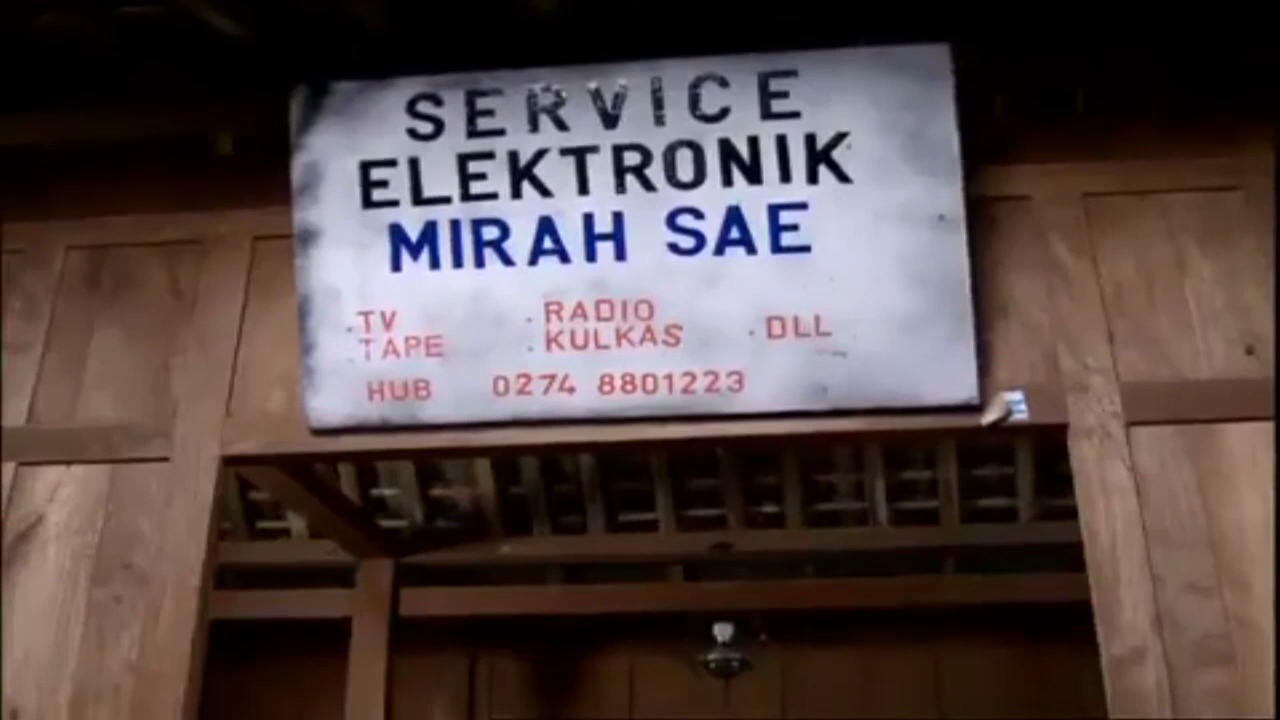 SERVICE
ELEKTRONIK
MIRAH SAE
. TV . RADIO . DLL
. TAPE . KULKAS
HUB 0274 8801223